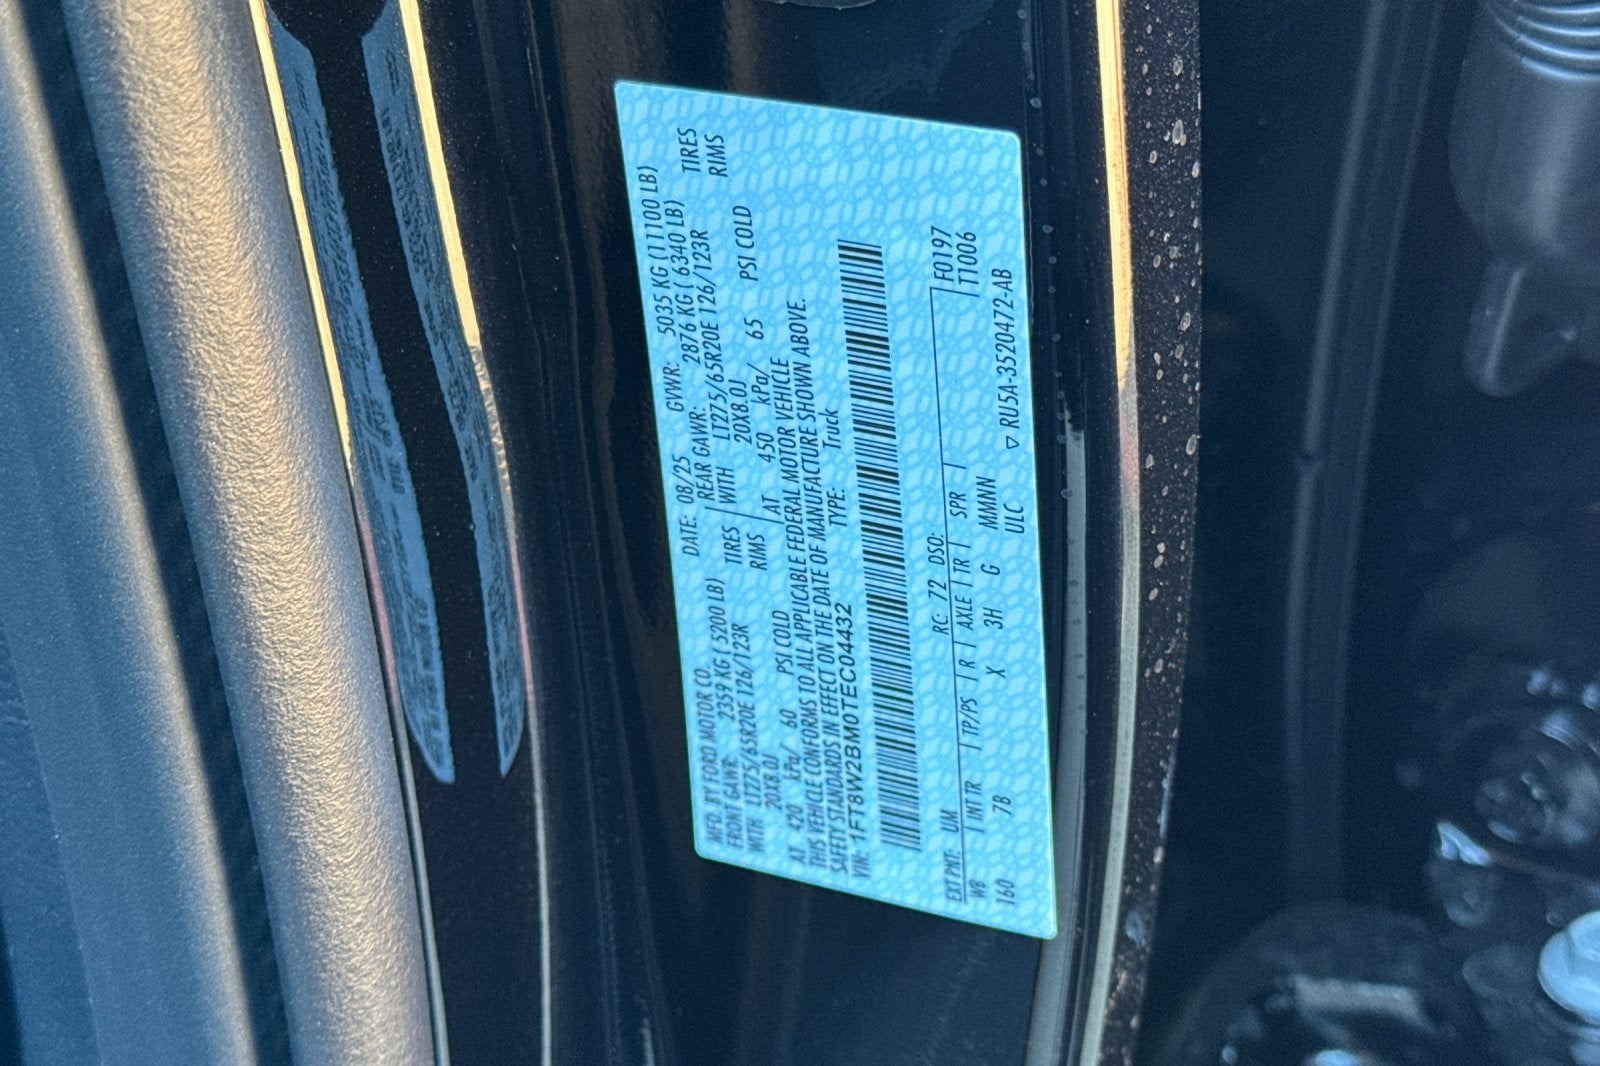 MFD. BY FORD MOTOR CO. DATE: 08/25 GVWR: 5035 KG (11100 LB)
FRONT GAWR: 2359 KG ( 5200 LB) REAR GAWR: 2876 KG ( 6340 LB)
WITH LT275/65R20E 126/123R TIRES WITH LT275/65R20E 126/123R TIRES
20X8.0J RIMS 20X8.0J RIMS
AT 420 kPa/ 60 PSI COLD AT 450 kPa/ 65 PSI COLD
THIS VEHICLE CONFORMS TO ALL APPLICABLE FEDERAL MOTOR VEHICLE
SAFETY STANDARDS IN EFFECT ON THE DATE OF MANUFACTURE SHOWN ABOVE.
VIN: 1FT8W2BM0TEC04432 TYPE: Truck
EXT PNT: UM RC: 72 DSO: F0197
WB INT TR TP/PS R AXLE TR SPR T1006
160 7B X 3H G MMNN
ULC ▽ RU5A-3520472-AB